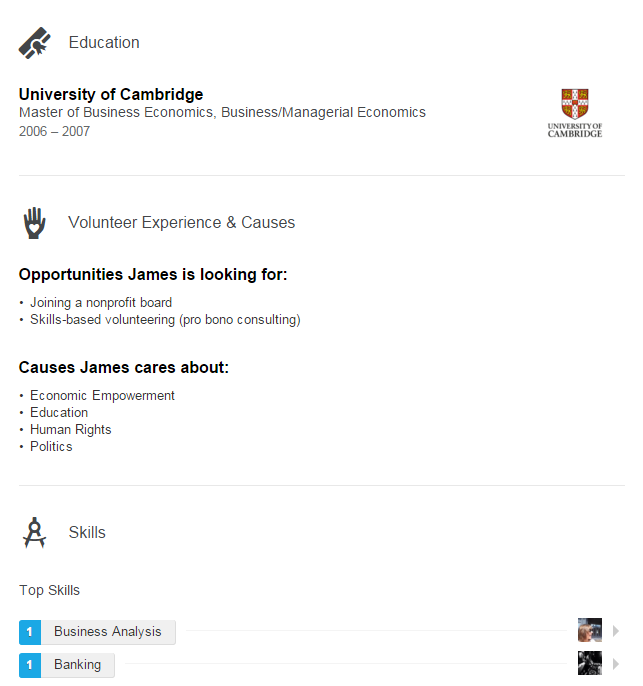 Education
University of Cambridge
Master of Business Economics, Business/Managerial Economics
2006 – 2007
UNIVERSITY OF
CAMBRIDGE
Volunteer Experience & Causes
Opportunities James is looking for:
• Joining a nonprofit board
• Skills-based volunteering (pro bono consulting)
Causes James cares about:
• Economic Empowerment
• Education
• Human Rights
• Politics
Skills
Top Skills
1 Business Analysis
1 Banking